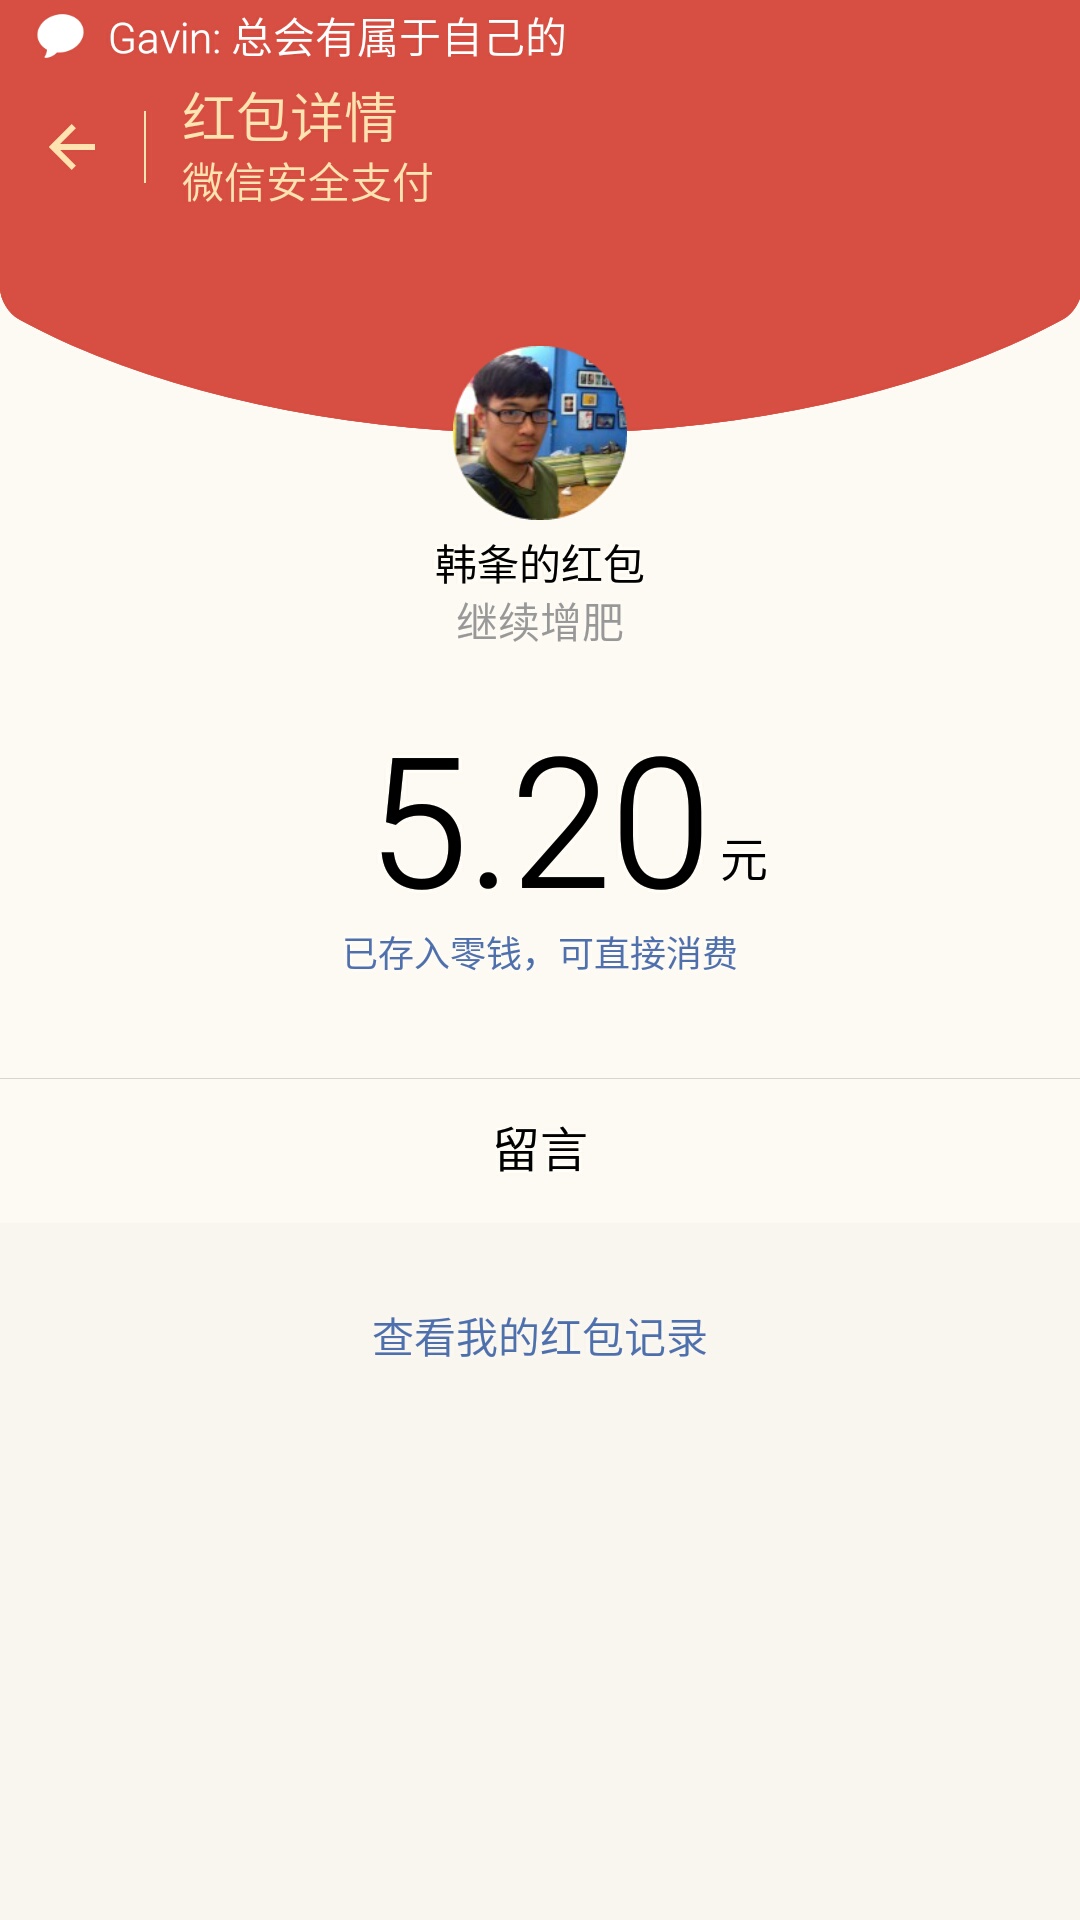 Gavin: 总会有属于自己的
红包详情
微信安全支付
韩夆的红包
继续增肥
5.20 元
已存入零钱，可直接消费
留言
查看我的红包记录